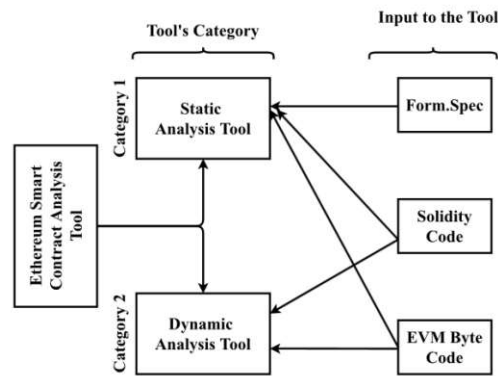 Tool's Category
Input to the Tool
Category 1
Static
Analysis Tool
Form.Spec
Ethereum Smart
Contract Analysis
Tool
Solidity
Code
Category 2
Dynamic
Analysis Tool
EVM Byte
Code